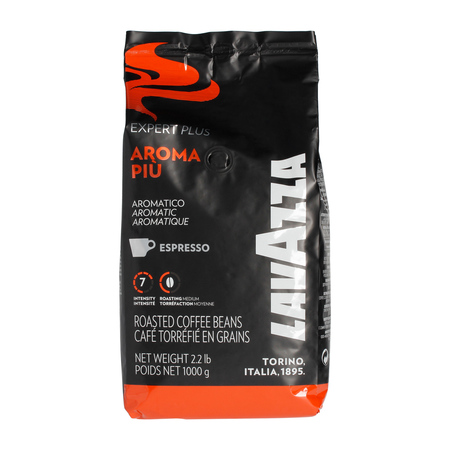 EXPERT PLUS
AROMA
PIÙ
AROMATICO
AROMATIC
AROMATIQUE
ESPRESSO
7
INTENSITY
INTENSITÉ
ROASTING MEDIUM
TORRÉFACTION MOYENNE
ROASTED COFFEE BEANS
CAFÉ TORRÉFIÉ EN GRAINS
NET WEIGHT 2.2 lb
POIDS NET 1000 g
LAVAZZA
TORINO,
ITALIA, 1895.